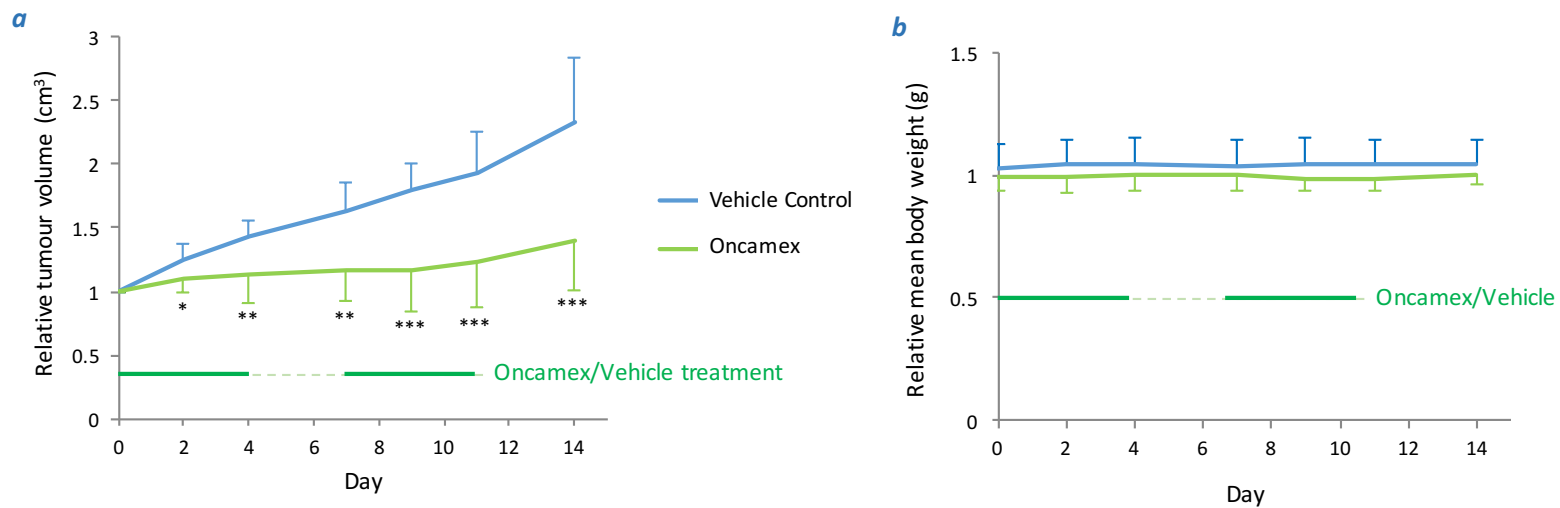 a
Relative tumour volume (cm³)
3
2.5
2
1.5
1
0.5
0
* ** ** *** *** ***
Oncamex/Vehicle treatment
0 2 4 6 8 10 12 14
Day
Vehicle Control
Oncamex
b
Relative mean body weight (g)
1.5
1
0.5
0
Oncamex/Vehicle
0 2 4 6 8 10 12 14
Day